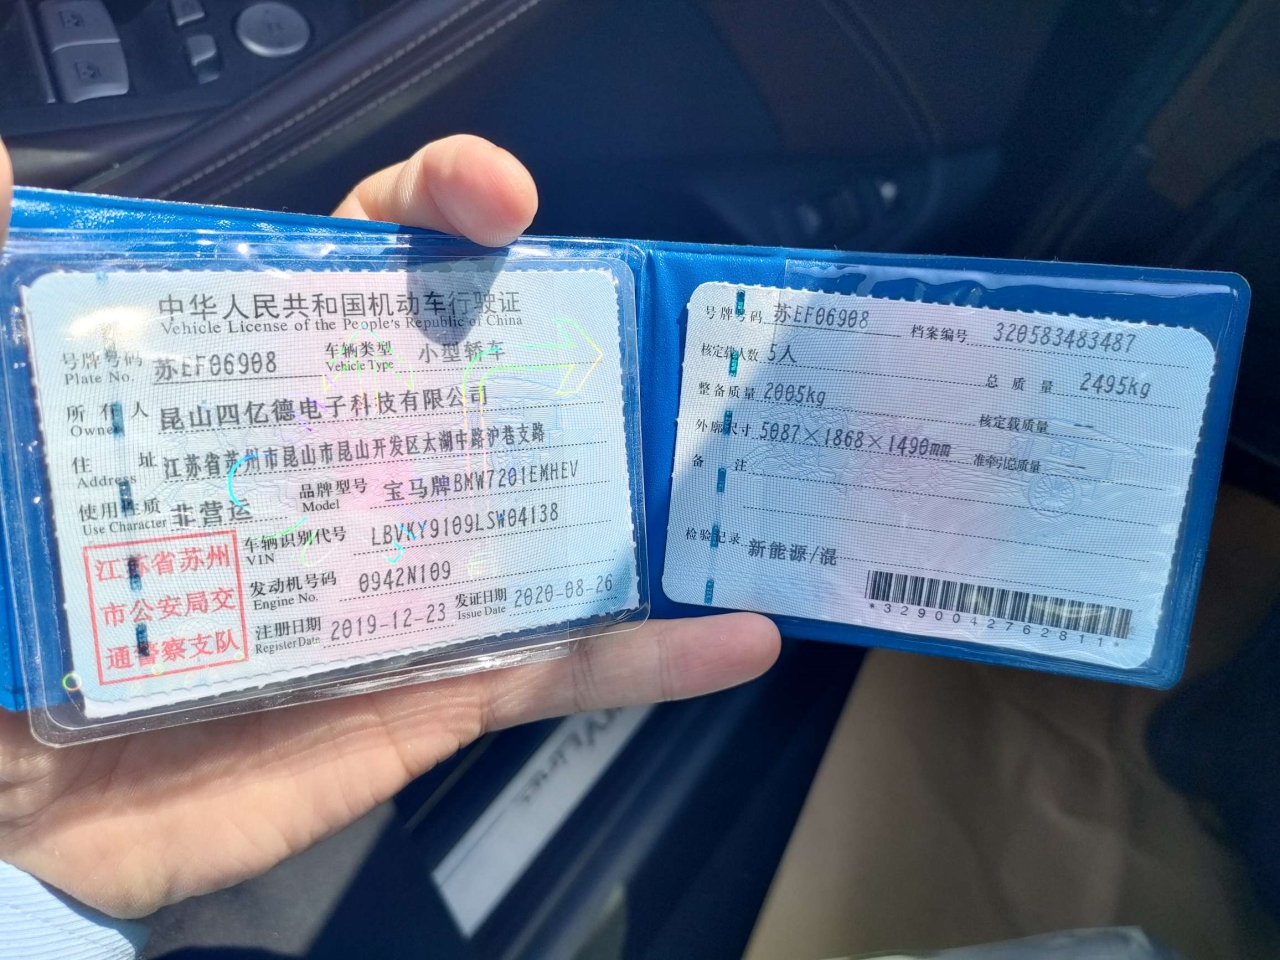 中华人民共和国机动车行驶证
Vehicle License of the People's Republic of China
号牌号码 苏EF06908 车辆类型 小型轿车
Plate No. Vehicle Type
所有人 昆山四亿德电子科技有限公司
Owner
住址 江苏省苏州市昆山市昆山开发区太湖中路沪巷支路
Address
使用性质 非营运 品牌型号 宝马牌BMW7201EMHEV
Use Character Model
车辆识别代号 LBVKY9109LSW04138
VIN
发动机号码 0942N109
Engine No.
注册日期 2019-12-23 发证日期 2020-08-26
Register Date Issue Date
江苏省苏州
市公安局交
通警察支队
号牌号码 苏EF06908 档案编号 320583483487
核定载人数 5人 总质量 2495kg
整备质量 2005kg 核定载质量 --
外廓尺寸 5087×1868×1490mm 准牵引总质量 --
备注
检验记录 新能源/混
*3290042762811*